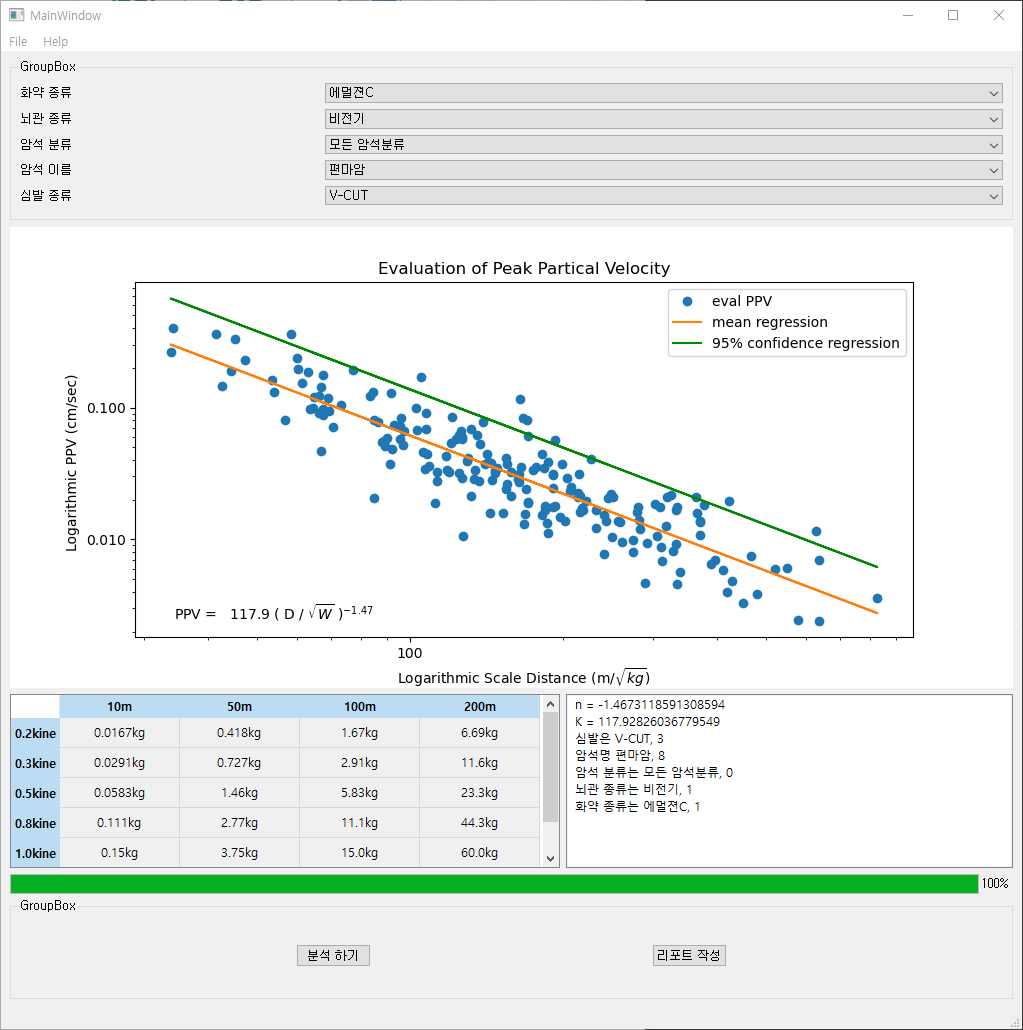 MainWindow
File Help
GroupBox
화약 종류 에멀젼C
뇌관 종류 비전기
암석 분류 모든 암석분류
암석 이름 편마암
심발 종류 V-CUT
Evaluation of Peak Partical Velocity
eval PPV
mean regression
95% confidence regression
Logarithmic PPV (cm/sec)
0.100
0.010
PPV = 117.9 ( D / √W )^−1.47
100
Logarithmic Scale Distance (m/√kg)
10m 50m 100m 200m
0.2kine 0.0167kg 0.418kg 1.67kg 6.69kg
0.3kine 0.0291kg 0.727kg 2.91kg 11.6kg
0.5kine 0.0583kg 1.46kg 5.83kg 23.3kg
0.8kine 0.111kg 2.77kg 11.1kg 44.3kg
1.0kine 0.15kg 3.75kg 15.0kg 60.0kg
n = -1.4673118591308594
K = 117.92826036779549
심발은 V-CUT, 3
암석명 편마암, 8
암석 분류는 모든 암석분류, 0
뇌관 종류는 비전기, 1
화약 종류는 에멀젼C, 1
100%
GroupBox
분석 하기 리포트 작성